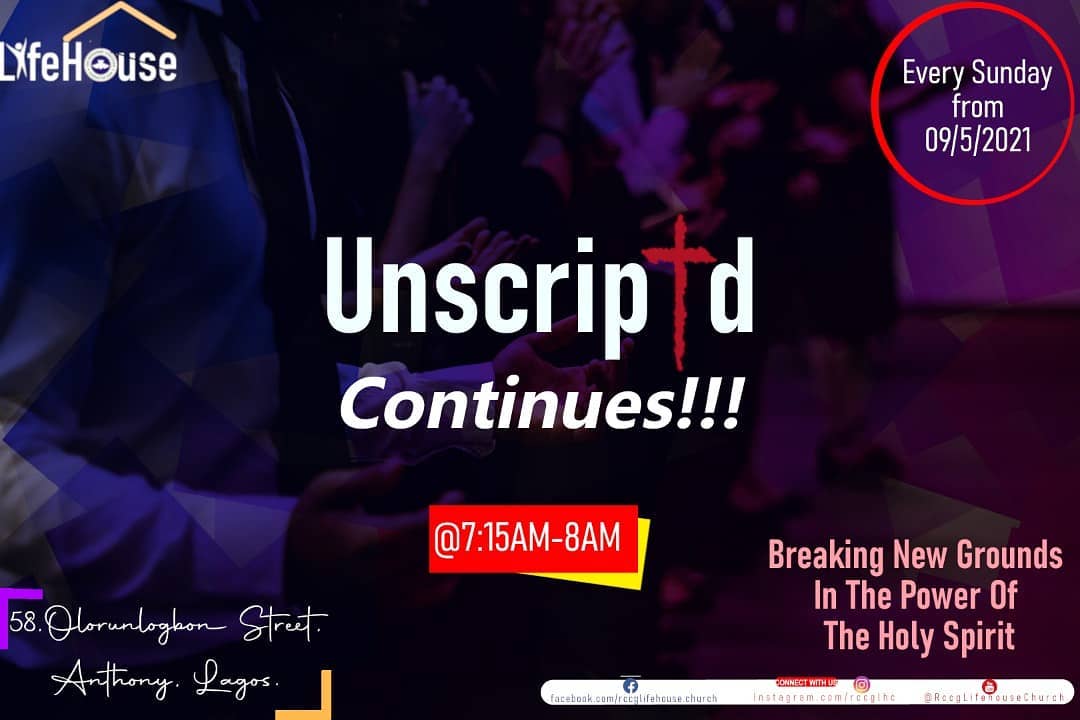 LifeHouse
Every Sunday
from
09/5/2021
Unscriptd
Continues!!!
@7:15AM-8AM
Breaking New Grounds
In The Power Of
The Holy Spirit
58. Olorunlogbon Street.
Anthony. Lagos.
CONNECT WITH US
facebook.com/rccglifehouse.church
Instagram.com/rccglhc
@RccgLifehouseChurch